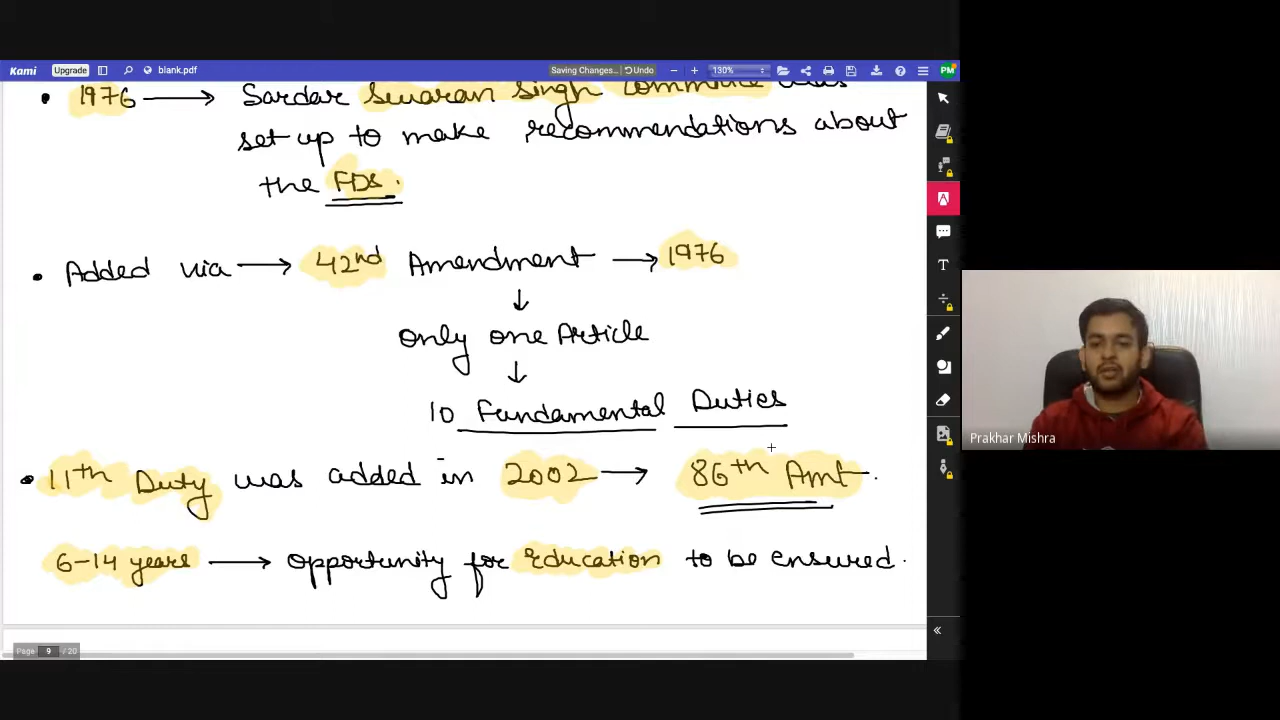 Kami Upgrade blank.pdf Saving Changes... Undo 130% PM
• 1976 → Sardar Swaran Singh Committee was
set up to make recommendations about
the FDs.
• Added via → 42nd Amendment → 1976
↓
only one Article
↓
10 Fundamental Duties
• 11th Duty was added in 2002 → 86th Amt.
6-14 years → opportunity for education to be ensured.
Prakhar Mishra
Page 9 / 20